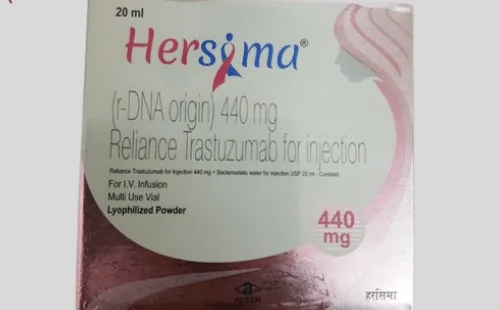 20 ml
Hersima®
(r-DNA origin) 440 mg
Reliance Trastuzumab for injection
Reliance Trastuzumab for Injection 440 mg + Bacteriostatic water for injection USP 20 ml - Combikit
For I.V. Infusion
Multi Use Vial
Lyophilized Powder
440
mg
हरसिमा